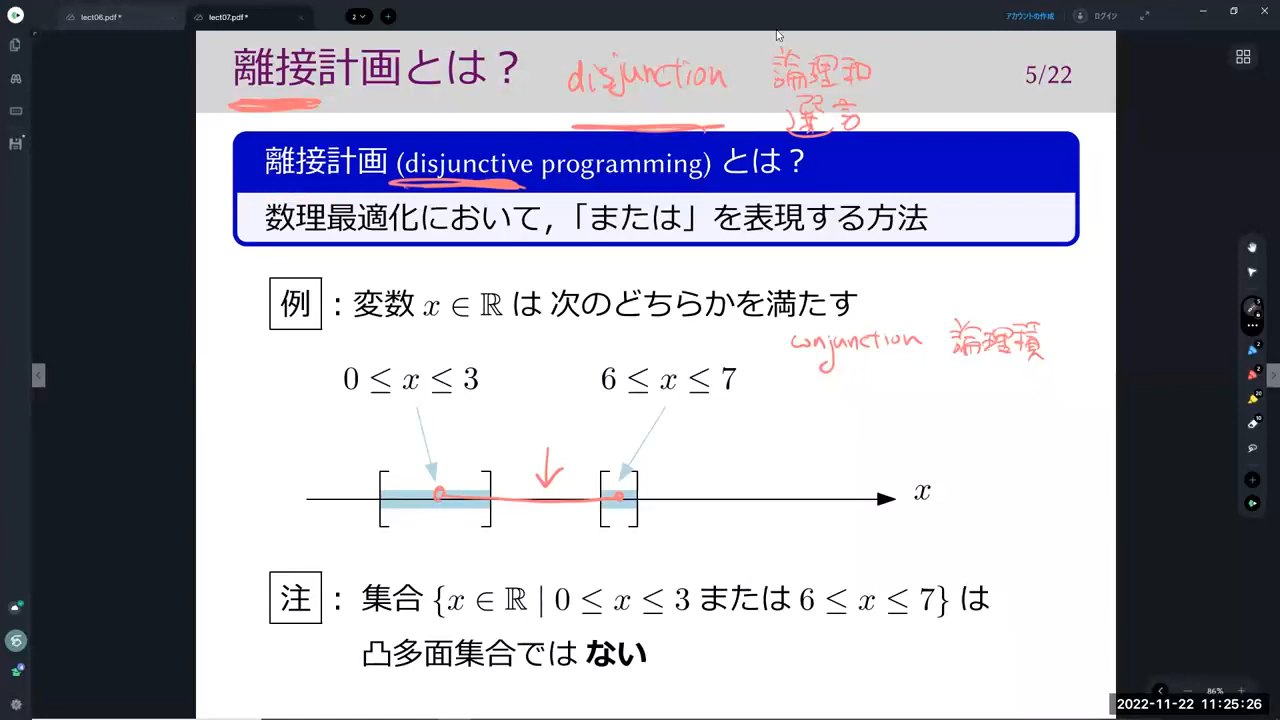 lect06.pdf *
lect07.pdf *
2
アカウントの作成
ログイン
離接計画とは？
disjunction
論理和
選言
5/22
離接計画 (disjunctive programming) とは？
数理最適化において,「または」を表現する方法
例 : 変数 x ∈ ℝ は 次のどちらかを満たす
conjunction 論理積
0 ≤ x ≤ 3
6 ≤ x ≤ 7
x
注 : 集合 {x ∈ ℝ | 0 ≤ x ≤ 3 または 6 ≤ x ≤ 7} は
凸多面集合ではない
86%
2022-11-22 11:25:26